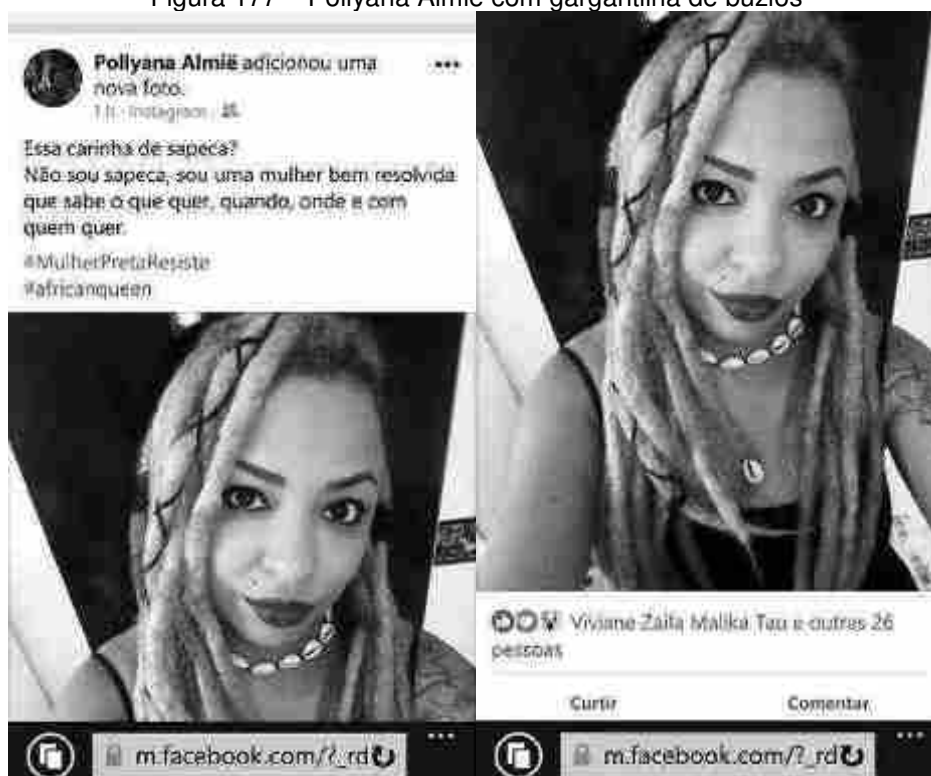 Figura 177 – Pollyana Almië com gargantilha de búzios
Pollyana Almië adicionou uma
nova foto.
1 h · Instagram ·
Essa carinha de sapeca?
Não sou sapeca, sou uma mulher bem resolvida
que sabe o que quer, quando, onde e com
quem quer.
#MulherPretaResiste
#africanqueen
m.facebook.com/?_rd
Viviane Zaila Malika Tau e outras 26
pessoas
Curtir Comentar
m.facebook.com/?_rd